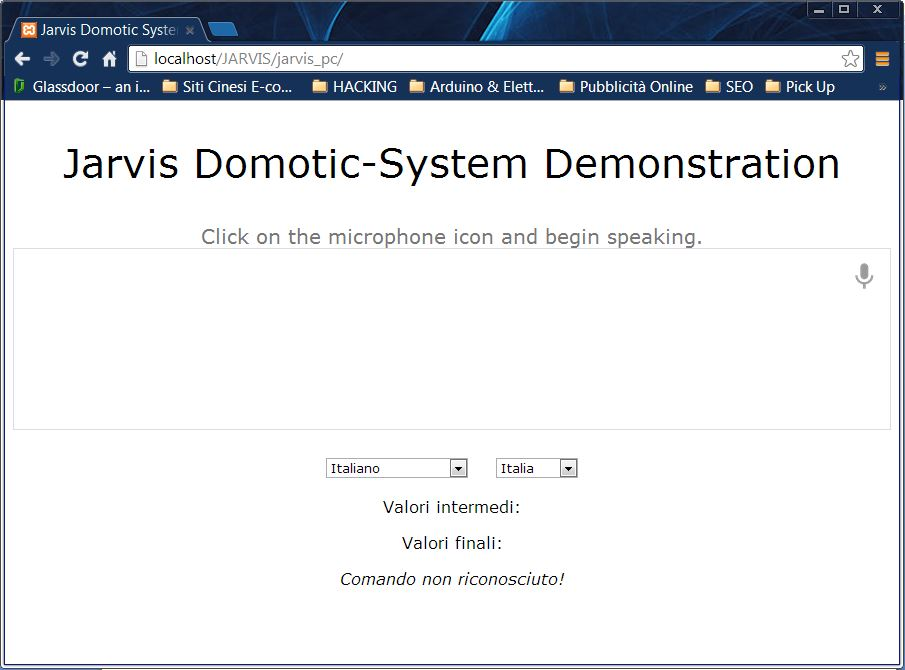 Jarvis Domotic Syste
localhost/JARVIS/jarvis_pc/
Glassdoor – an i... Siti Cinesi E-co... HACKING Arduino & Elett... Pubblicità Online SEO Pick Up »
Jarvis Domotic-System Demonstration
Click on the microphone icon and begin speaking.
Italiano Italia
Valori intermedi:
Valori finali:
Comando non riconosciuto!